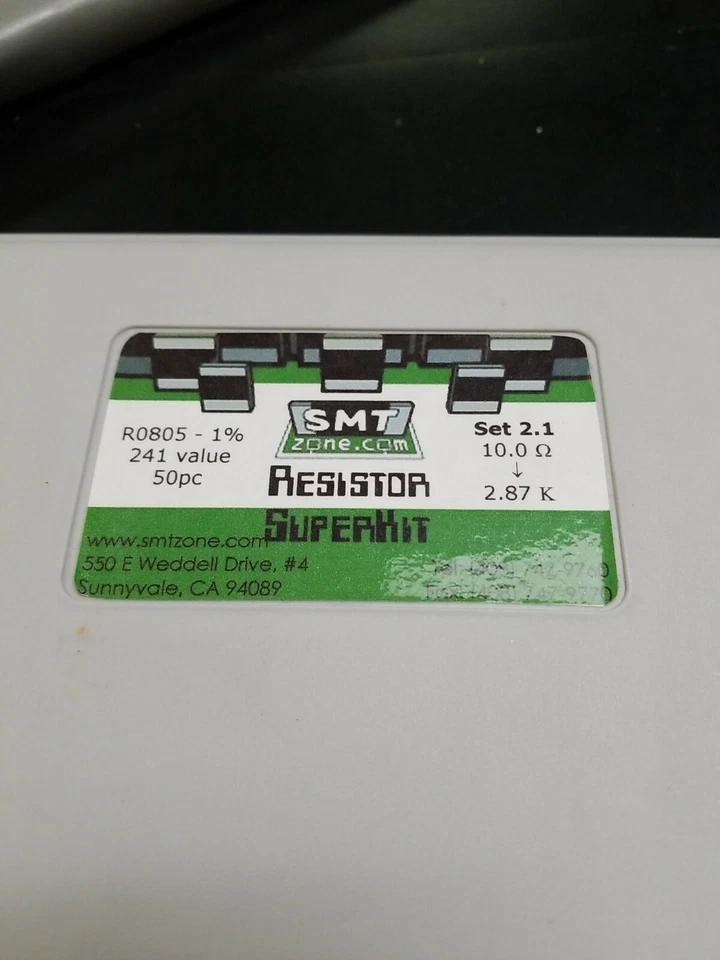 R0805 - 1%
241 value
50pc
SMT
zone.com
RESISTOR
SUPERKIT
Set 2.1
10.0 Ω
↓
2.87 K
www.smtzone.com
550 E Weddell Drive, #4
Sunnyvale, CA 94089